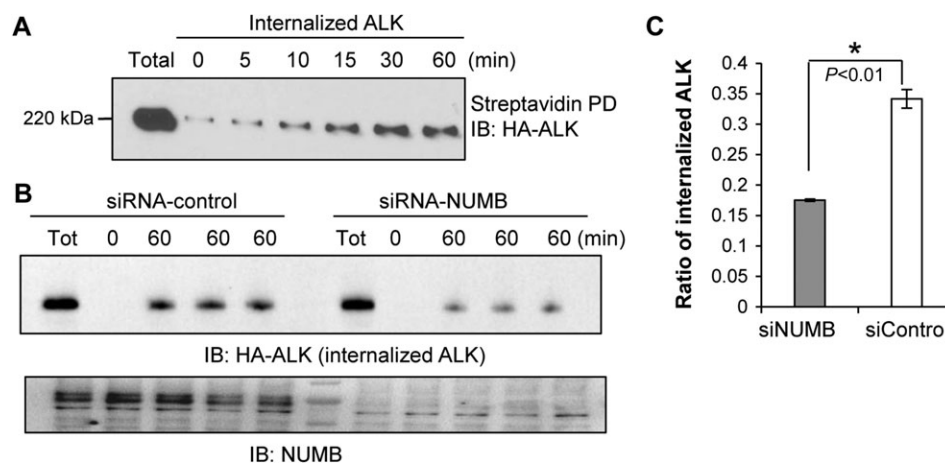 A
Internalized ALK
Total 0 5 10 15 30 60 (min)
220 kDa
Streptavidin PD
IB: HA-ALK
B
siRNA-control siRNA-NUMB
Tot 0 60 60 60 Tot 0 60 60 60 (min)
IB: HA-ALK (internalized ALK)
IB: NUMB
C
Ratio of internalized ALK
0.4
0.35
0.3
0.25
0.2
0.15
0.1
0.05
0
*
P<0.01
siNUMB siControl